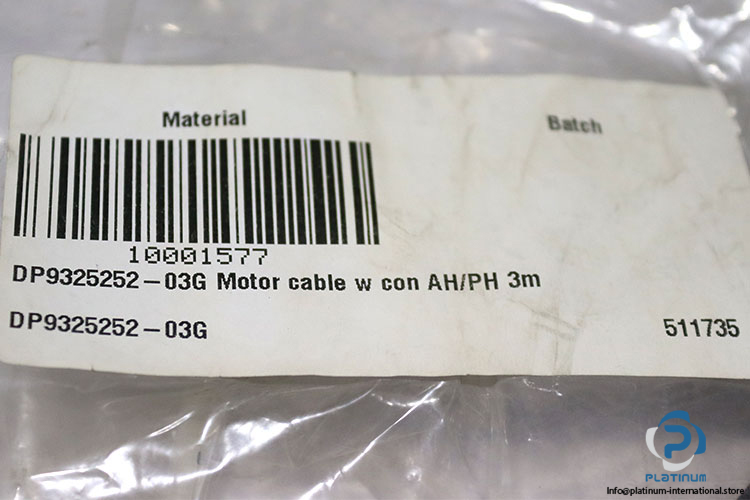 Material
Batch
10001577
DP9325252-03G Motor cable w con AH/PH 3m
DP9325252-03G
511735
PLATINUM
Info@platinum-international.store